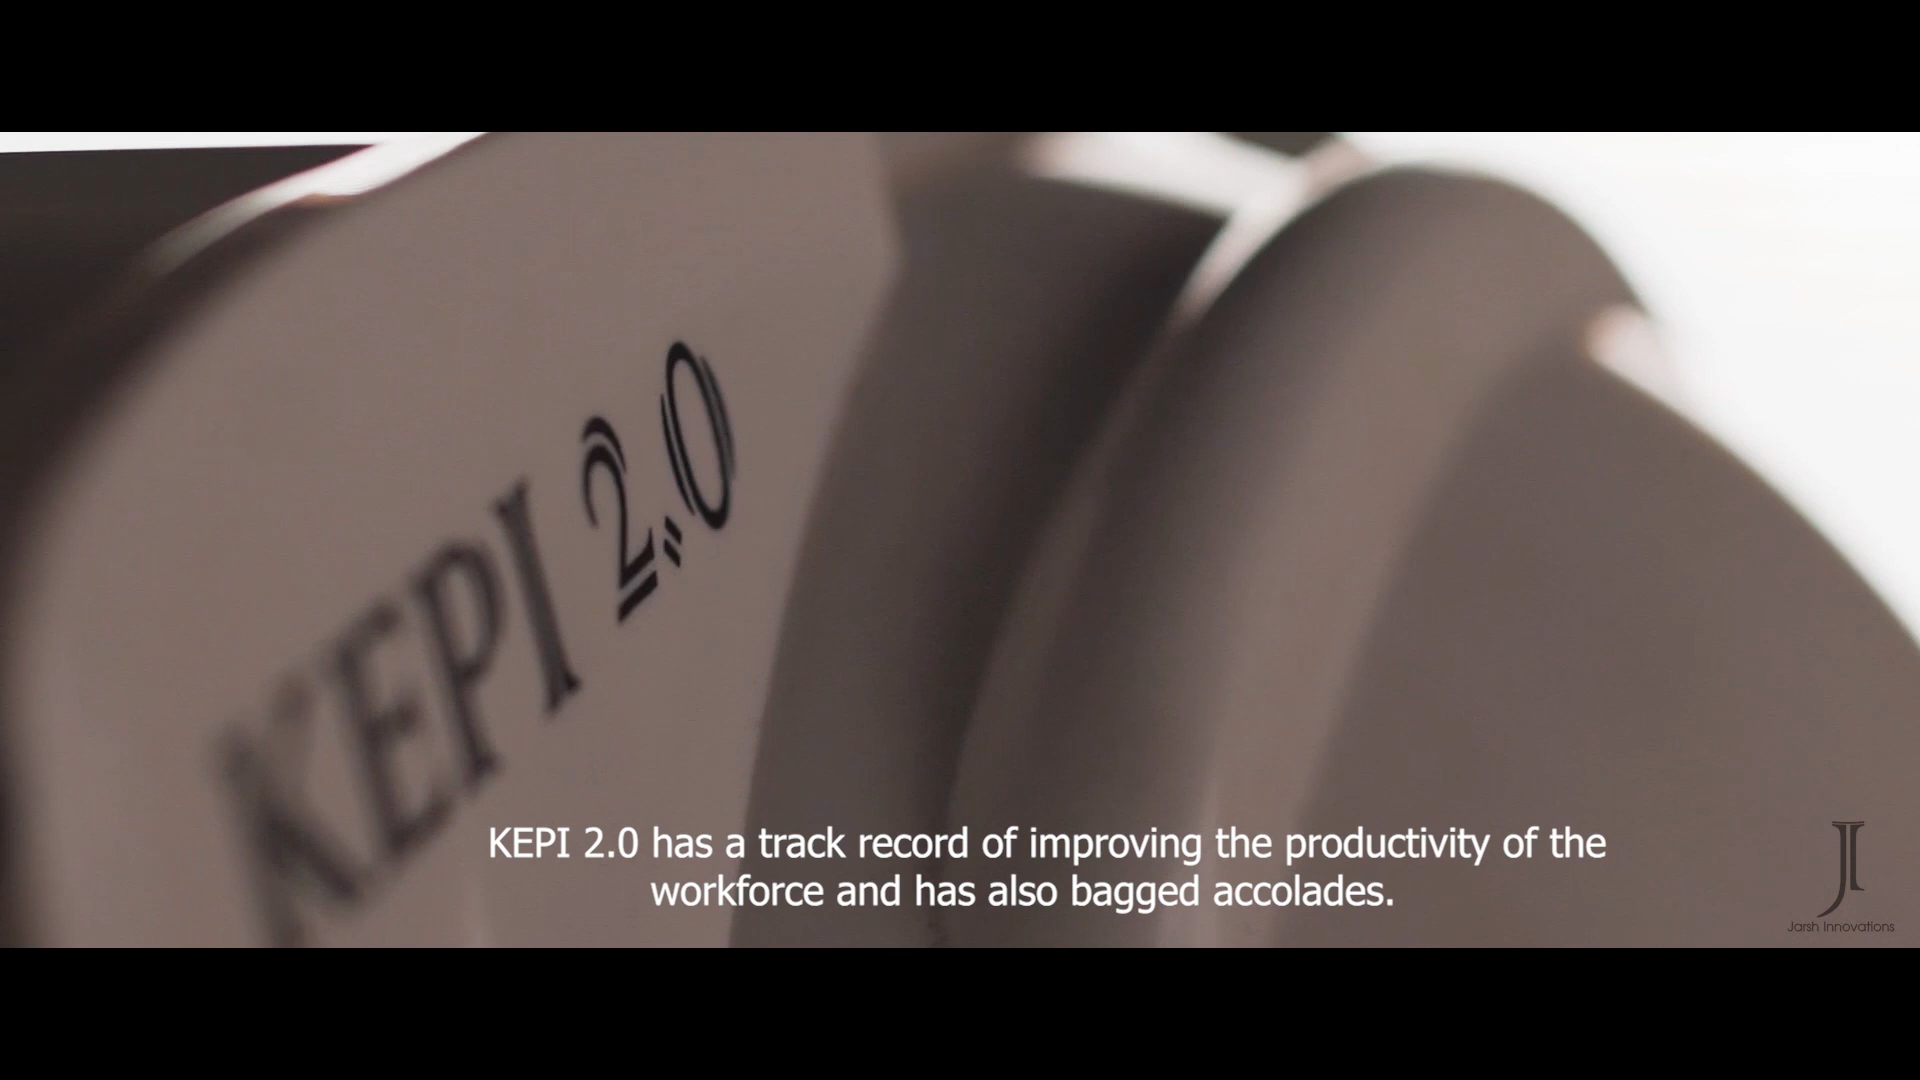 KEPI 2.0
KEPI 2.0 has a track record of improving the productivity of the
workforce and has also bagged accolades.
JI
Jarsh Innovations